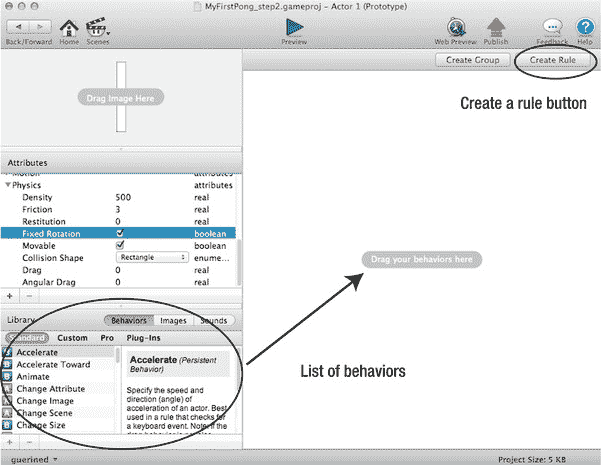 MyFirstPong_step2.gameproj – Actor 1 (Prototype)
Back/Forward Home Scenes Preview Web Preview Publish Feedback Help
Create Group Create Rule
Create a rule button
Drag Image Here
Attributes
attributes
Physics attributes
Density 500 real
Friction 3 real
Restitution 0 real
Fixed Rotation boolean
Movable boolean
Collision Shape Rectangle enume...
Drag 0 real
Angular Drag 0 real
+ −
Drag your behaviors here
Library Behaviors Images Sounds
Standard Custom Pro Plug-Ins
Accelerate
Accelerate Toward
Animate
Change Attribute
Change Image
Change Scene
Change Size
Accelerate (Persistent
Behavior)
Specify the speed and
direction (angle) of
acceleration of an actor. Best
used in a rule that checks for
a keyboard event. Note: if the
List of behaviors
+ −
guerined Project Size: 5 KB